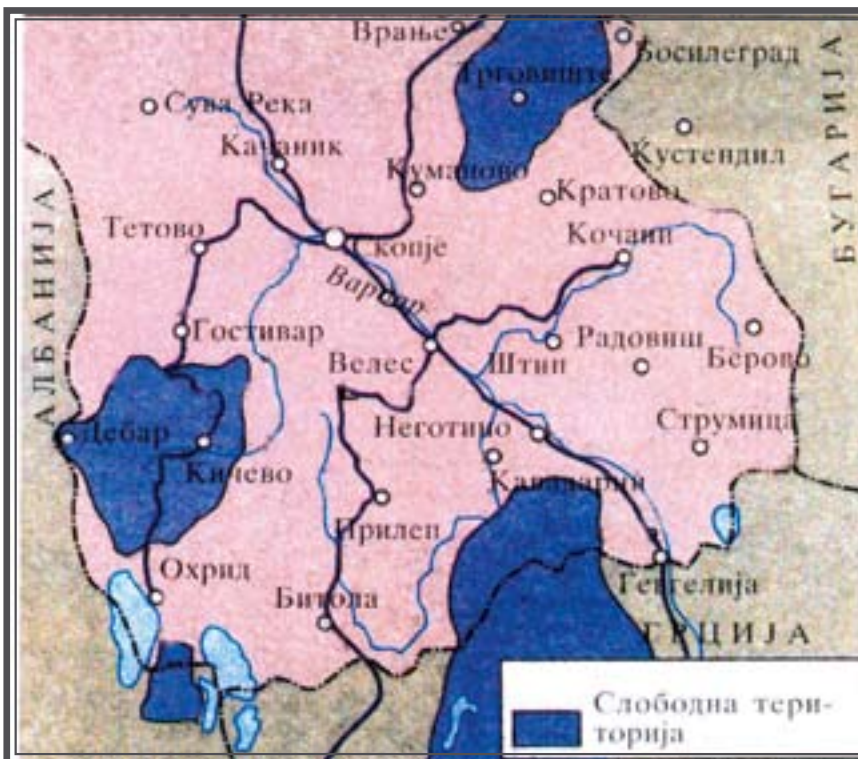 Врање
Босилеград
Трговиште
Сува Река
Качаник
Куманово
Кустендил
Кратово
Тетово
Скопје
Кочани
Вардар
Гостивар
Велес
Штип
Радовиш
Берово
Дебар
Кичево
Неготино
Струмица
Кавадарци
Прилеп
Охрид
Битола
Гевгелија
АЛБАНИЈА
БУГАРИЈА
ГРЦИЈА
Слободна тери-
торија